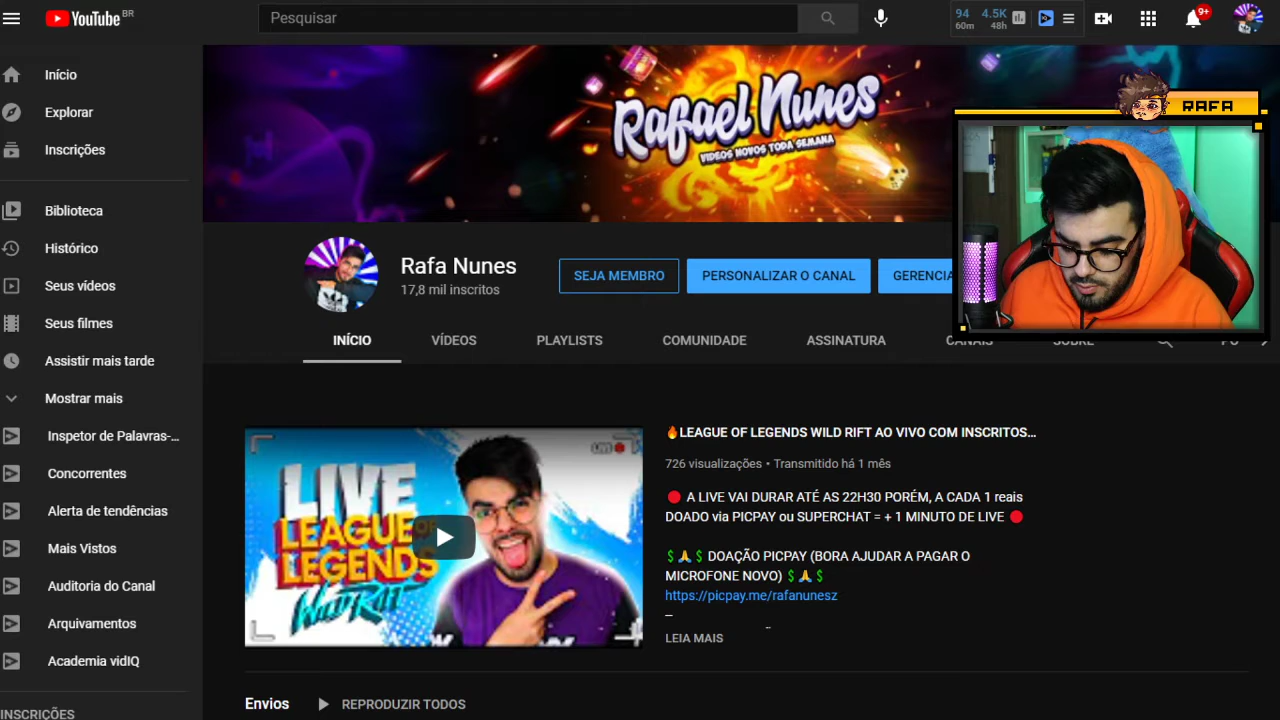 YouTube BR
Pesquisar
94
60m
4.5K
48h
9+
Início
Explorar
Inscrições
Biblioteca
Histórico
Seus vídeos
Seus filmes
Assistir mais tarde
Mostrar mais
Inspetor de Palavras-...
Concorrentes
Alerta de tendências
Mais Vistos
Auditoria do Canal
Arquivamentos
Academia vidIQ
INSCRIÇÕES
Rafael Nunes
VIDEOS NOVOS TODA SEMANA
RAFA
Rafa Nunes
17,8 mil inscritos
SEJA MEMBRO
PERSONALIZAR O CANAL
GERENCIA
INÍCIO
VÍDEOS
PLAYLISTS
COMUNIDADE
ASSINATURA
CANAIS
SOBRE
LIVE
LEAGUE OF
LEGENDS
WILD RIFT
🔥LEAGUE OF LEGENDS WILD RIFT AO VIVO COM INSCRITOS...
726 visualizações • Transmitido há 1 mês
🔴 A LIVE VAI DURAR ATÉ AS 22H30 PORÉM, A CADA 1 reais
DOADO via PICPAY ou SUPERCHAT = + 1 MINUTO DE LIVE 🔴
💲🙏💲 DOAÇÃO PICPAY (BORA AJUDAR A PAGAR O
MICROFONE NOVO) 💲🙏💲
https://picpay.me/rafanunesz
–
LEIA MAIS
Envios
REPRODUZIR TODOS